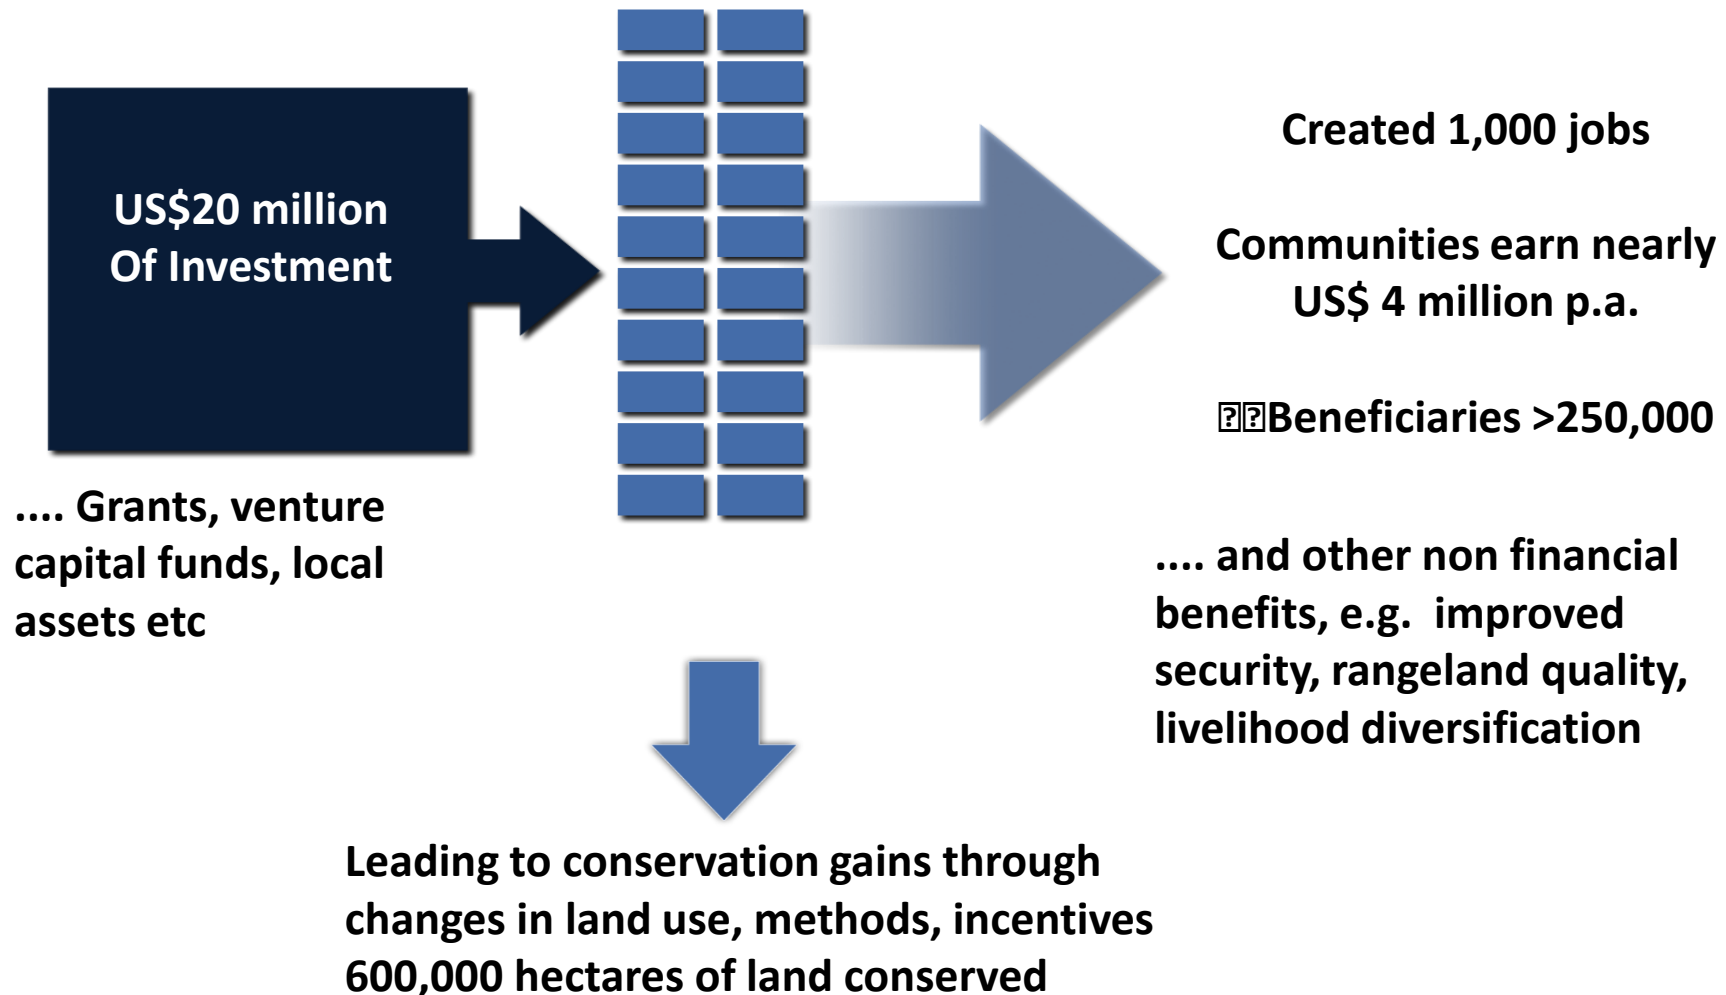 US$20 million
Of Investment
.... Grants, venture
capital funds, local
assets etc
Created 1,000 jobs
Communities earn nearly
US$ 4 million p.a.
⍰⍰Beneficiaries >250,000
.... and other non financial
benefits, e.g.  improved
security, rangeland quality,
livelihood diversification
Leading to conservation gains through
changes in land use, methods, incentives
600,000 hectares of land conserved